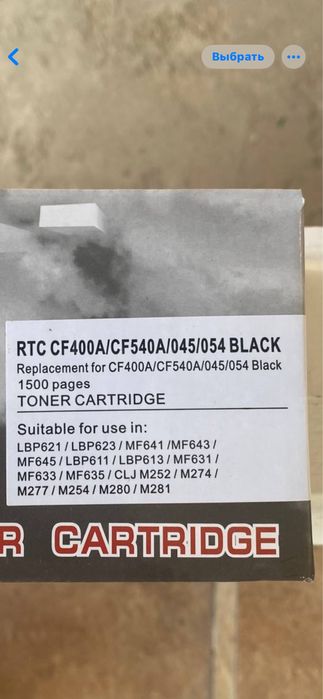 Выбрать
RTC CF400A/CF540A/045/054 BLACK
Replacement for CF400A/CF540A/045/054 Black
1500 pages
TONER CARTRIDGE
Suitable for use in:
LBP621 / LBP623 / MF641 /MF643 /
MF645 / LBP611 / LBP613 / MF631 /
MF633 / MF635 / CLJ M252 / M274 /
M277 / M254 / M280 / M281
R CARTRIDGE